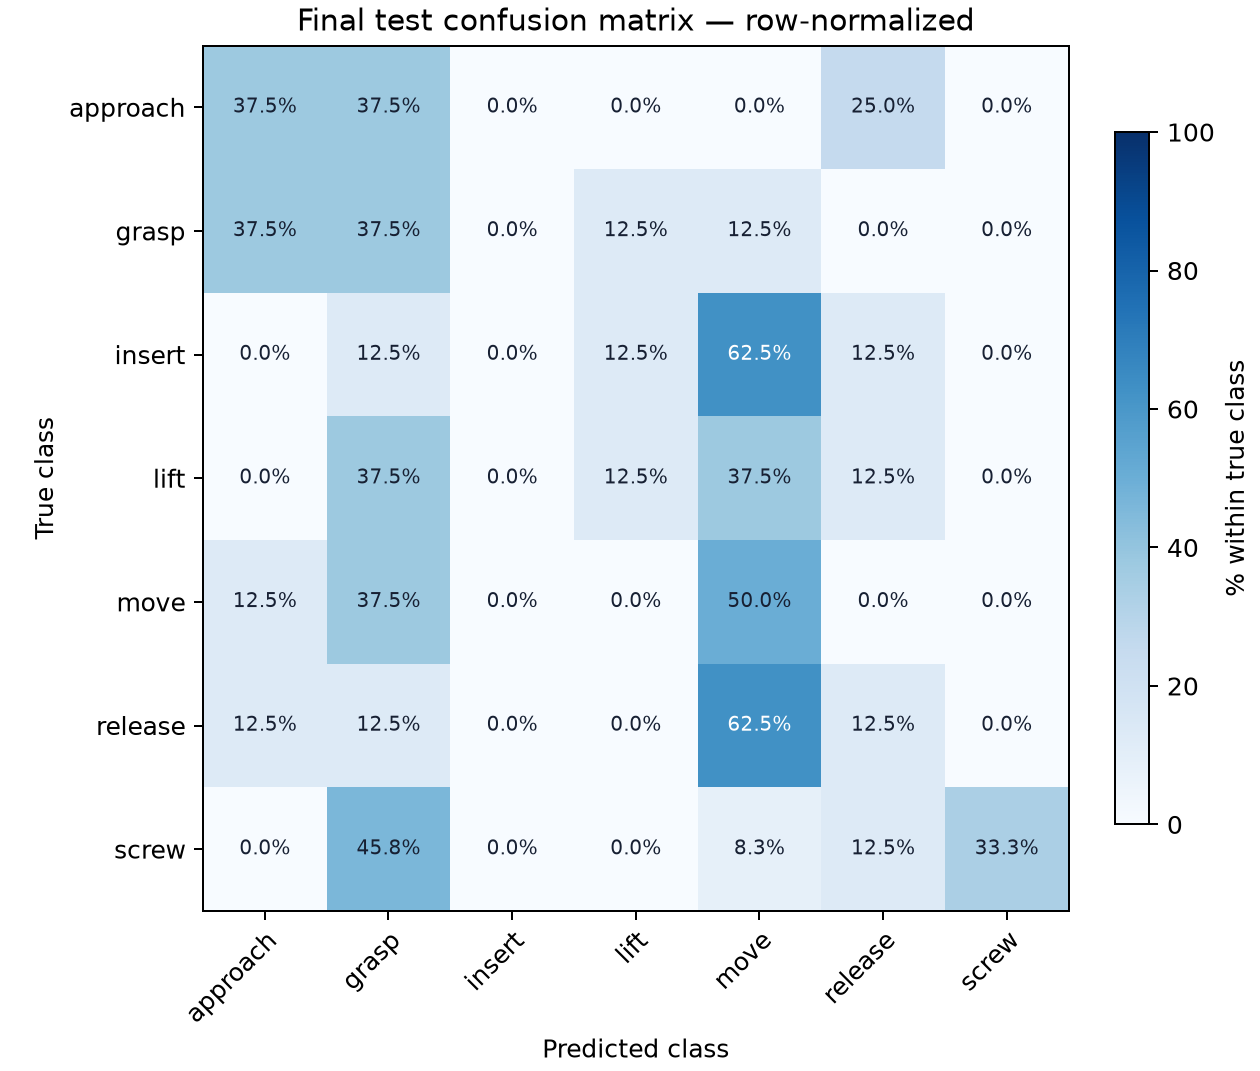 Final test confusion matrix — row-normalized
approach 37.5% 37.5% 0.0% 0.0% 0.0% 25.0% 0.0%
grasp 37.5% 37.5% 0.0% 12.5% 12.5% 0.0% 0.0%
insert 0.0% 12.5% 0.0% 12.5% 62.5% 12.5% 0.0%
lift 0.0% 37.5% 0.0% 12.5% 37.5% 12.5% 0.0%
move 12.5% 37.5% 0.0% 0.0% 50.0% 0.0% 0.0%
release 12.5% 12.5% 0.0% 0.0% 62.5% 12.5% 0.0%
screw 0.0% 45.8% 0.0% 0.0% 8.3% 12.5% 33.3%
approach grasp insert lift move release screw
Predicted class
True class
100
80
60
40
20
0
% within true class